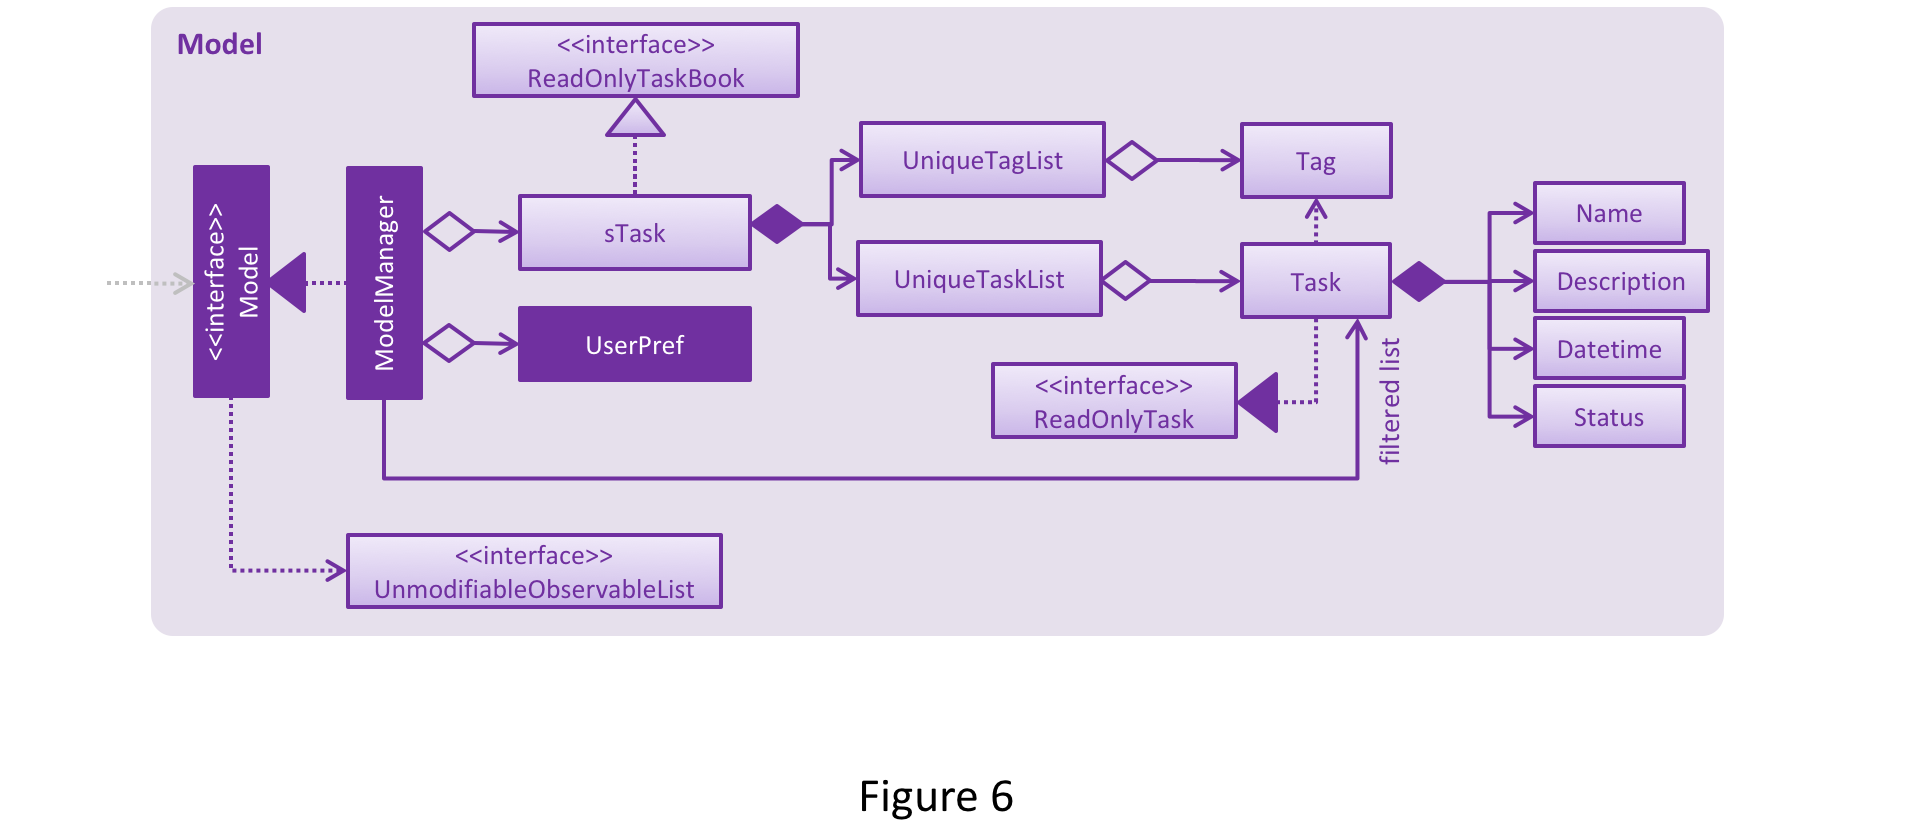 Model
<<interface>>
ReadOnlyTaskBook
<<interface>>
Model
ModelManager
sTask
UserPref
UniqueTagList
Tag
UniqueTaskList
Task
Name
Description
Datetime
Status
<<interface>>
ReadOnlyTask
filtered list
<<interface>>
UnmodifiableObservableList
Figure 6